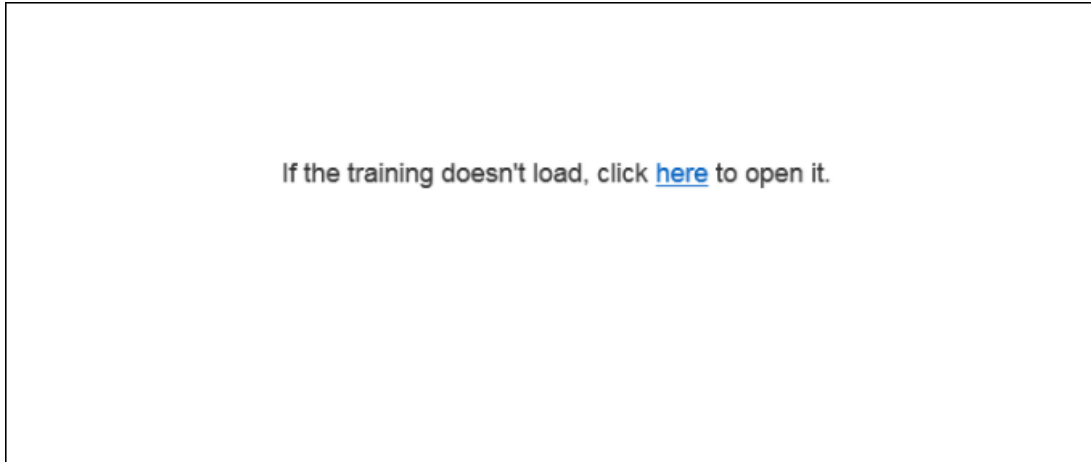 If the training doesn't load, click here to open it.